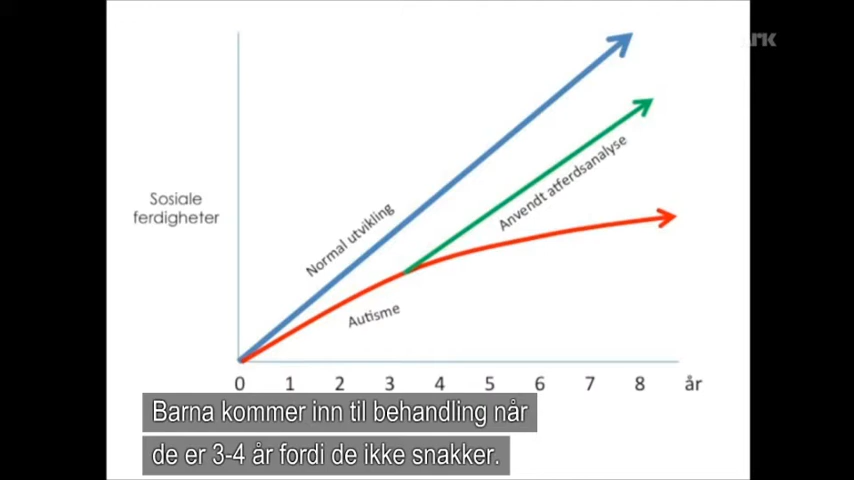 Sosiale
ferdigheter
Normal utvikling
Anvendt atferdsanalyse
Autisme
0 1 2 3 4 5 6 7 8 år
Barna kommer inn til behandling når
de er 3-4 år fordi de ikke snakker.